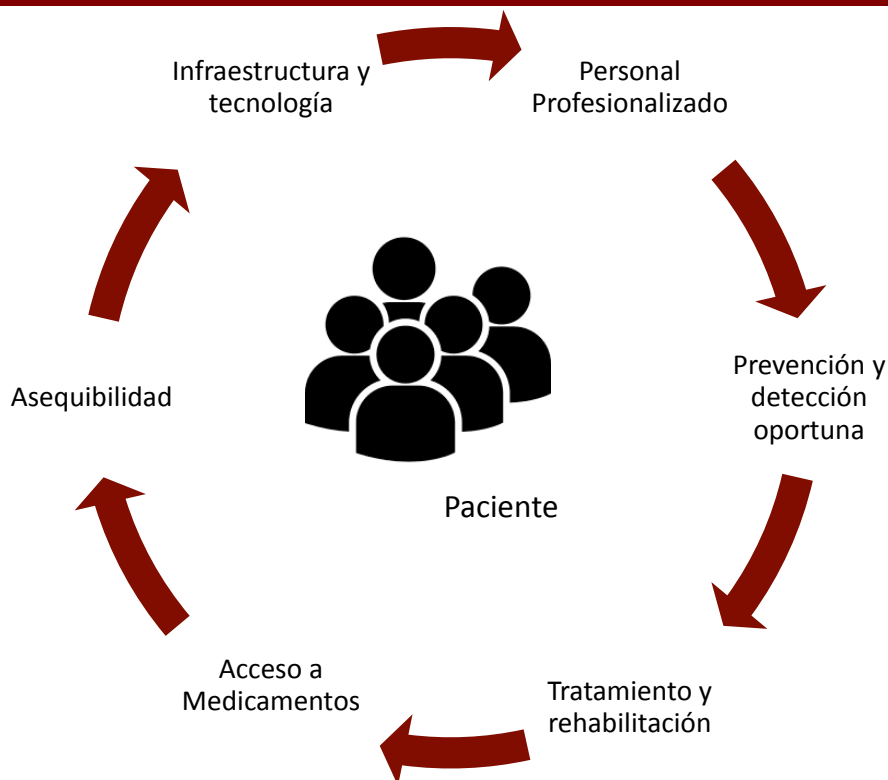 Infraestructura y
tecnología
Personal
Profesionalizado
Prevención y
detección
oportuna
Tratamiento y
rehabilitación
Acceso a
Medicamentos
Asequibilidad
Paciente